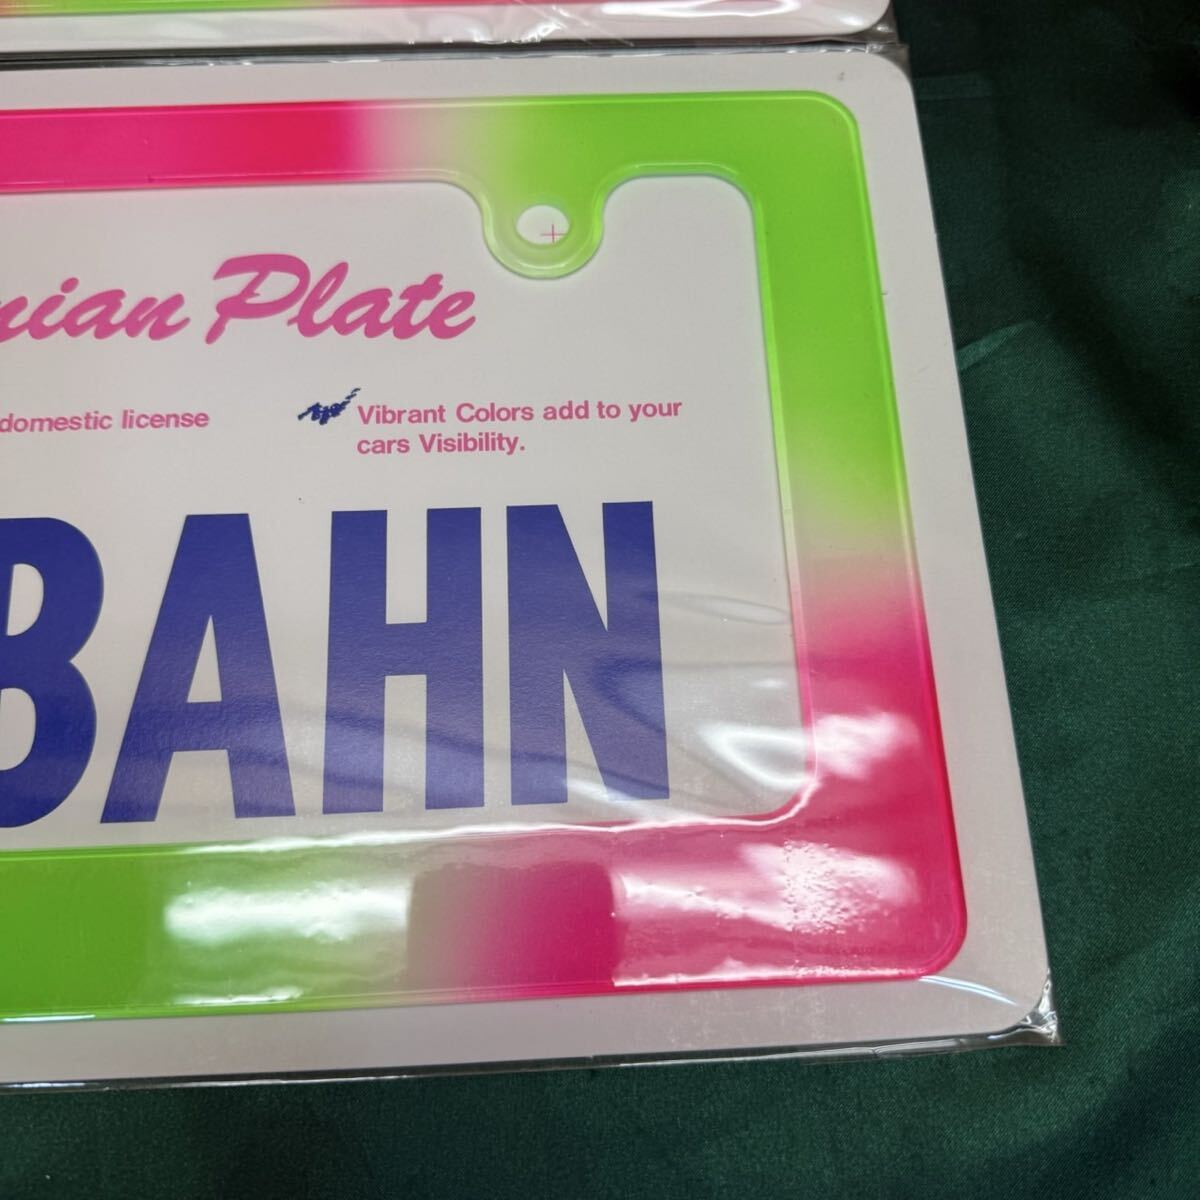 nian Plate
domestic license
Vibrant Colors add to your
cars Visibility.
BAHN